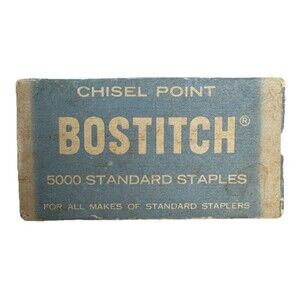 CHISEL POINT
BOSTITCH®
5000 STANDARD STAPLES
FOR ALL MAKES OF STANDARD STAPLERS